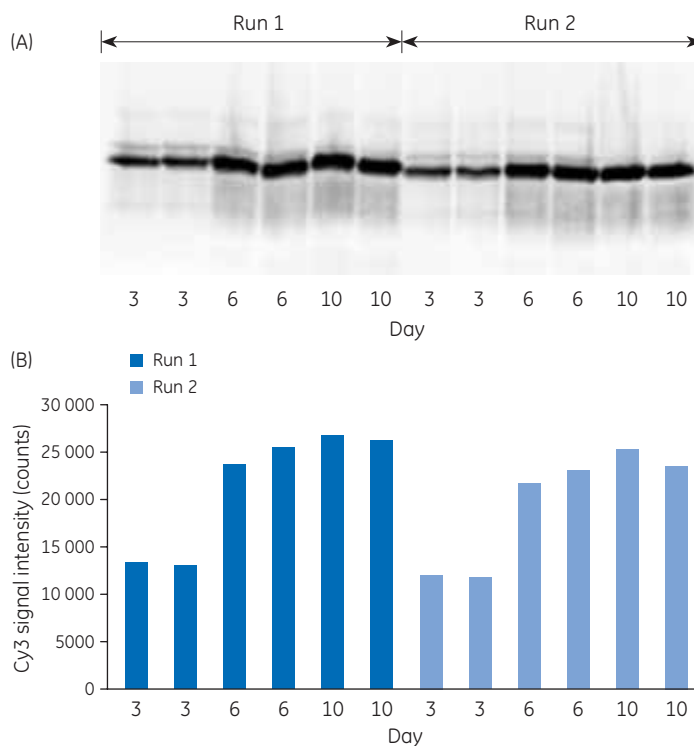 Run 1 Run 2
(A)
3 3 6 6 10 10 3 3 6 6 10 10
Day
(B)
Run 1
Run 2
Cy3 signal intensity (counts)
30 000
25 000
20 000
15 000
10 000
5000
0
3 3 6 6 10 10 3 3 6 6 10 10
Day